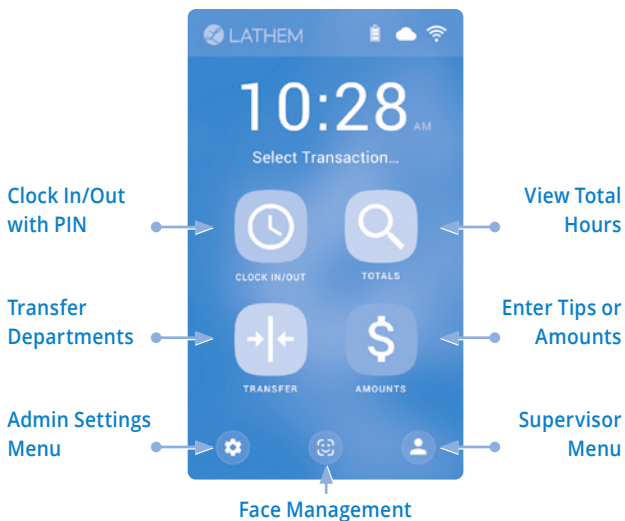 LATHEM
10:28 AM
Select Transaction...
Clock In/Out
with PIN
View Total
Hours
CLOCK IN/OUT
TOTALS
Transfer
Departments
Enter Tips or
Amounts
$
TRANSFER
AMOUNTS
Admin Settings
Menu
Supervisor
Menu
Face Management